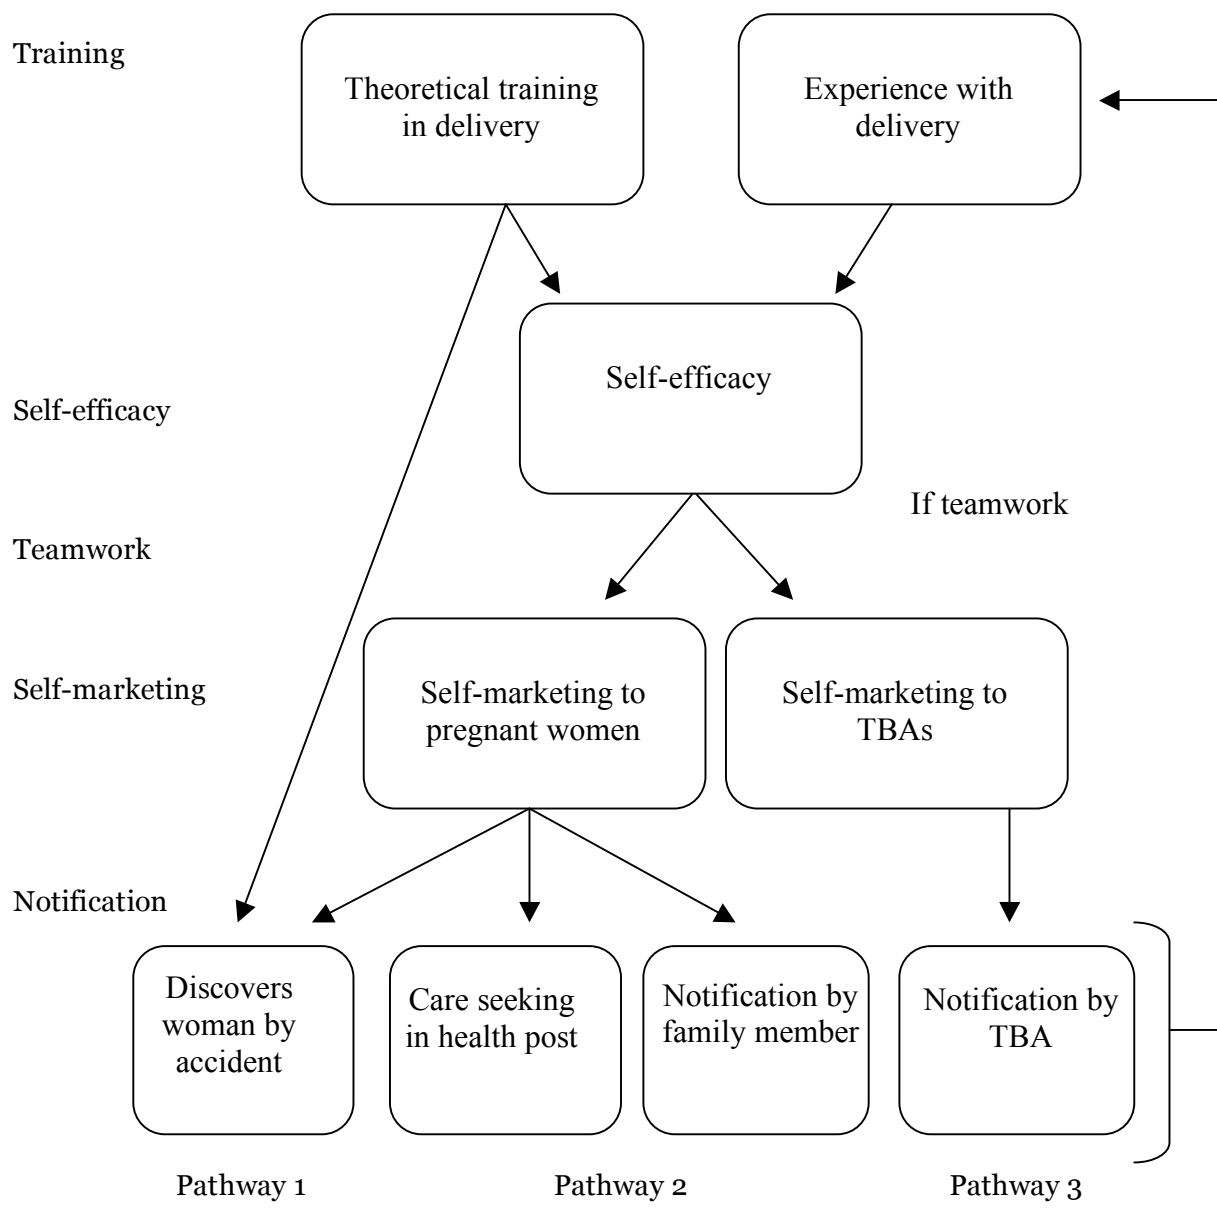 Training
Theoretical training
in delivery
Experience with
delivery
Self-efficacy
Self-efficacy
If teamwork
Teamwork
Self-marketing
Self-marketing to
pregnant women
Self-marketing to
TBAs
Notification
Discovers
woman by
accident
Care seeking
in health post
Notification by
family member
Notification by
TBA
Pathway 1
Pathway 2
Pathway 3